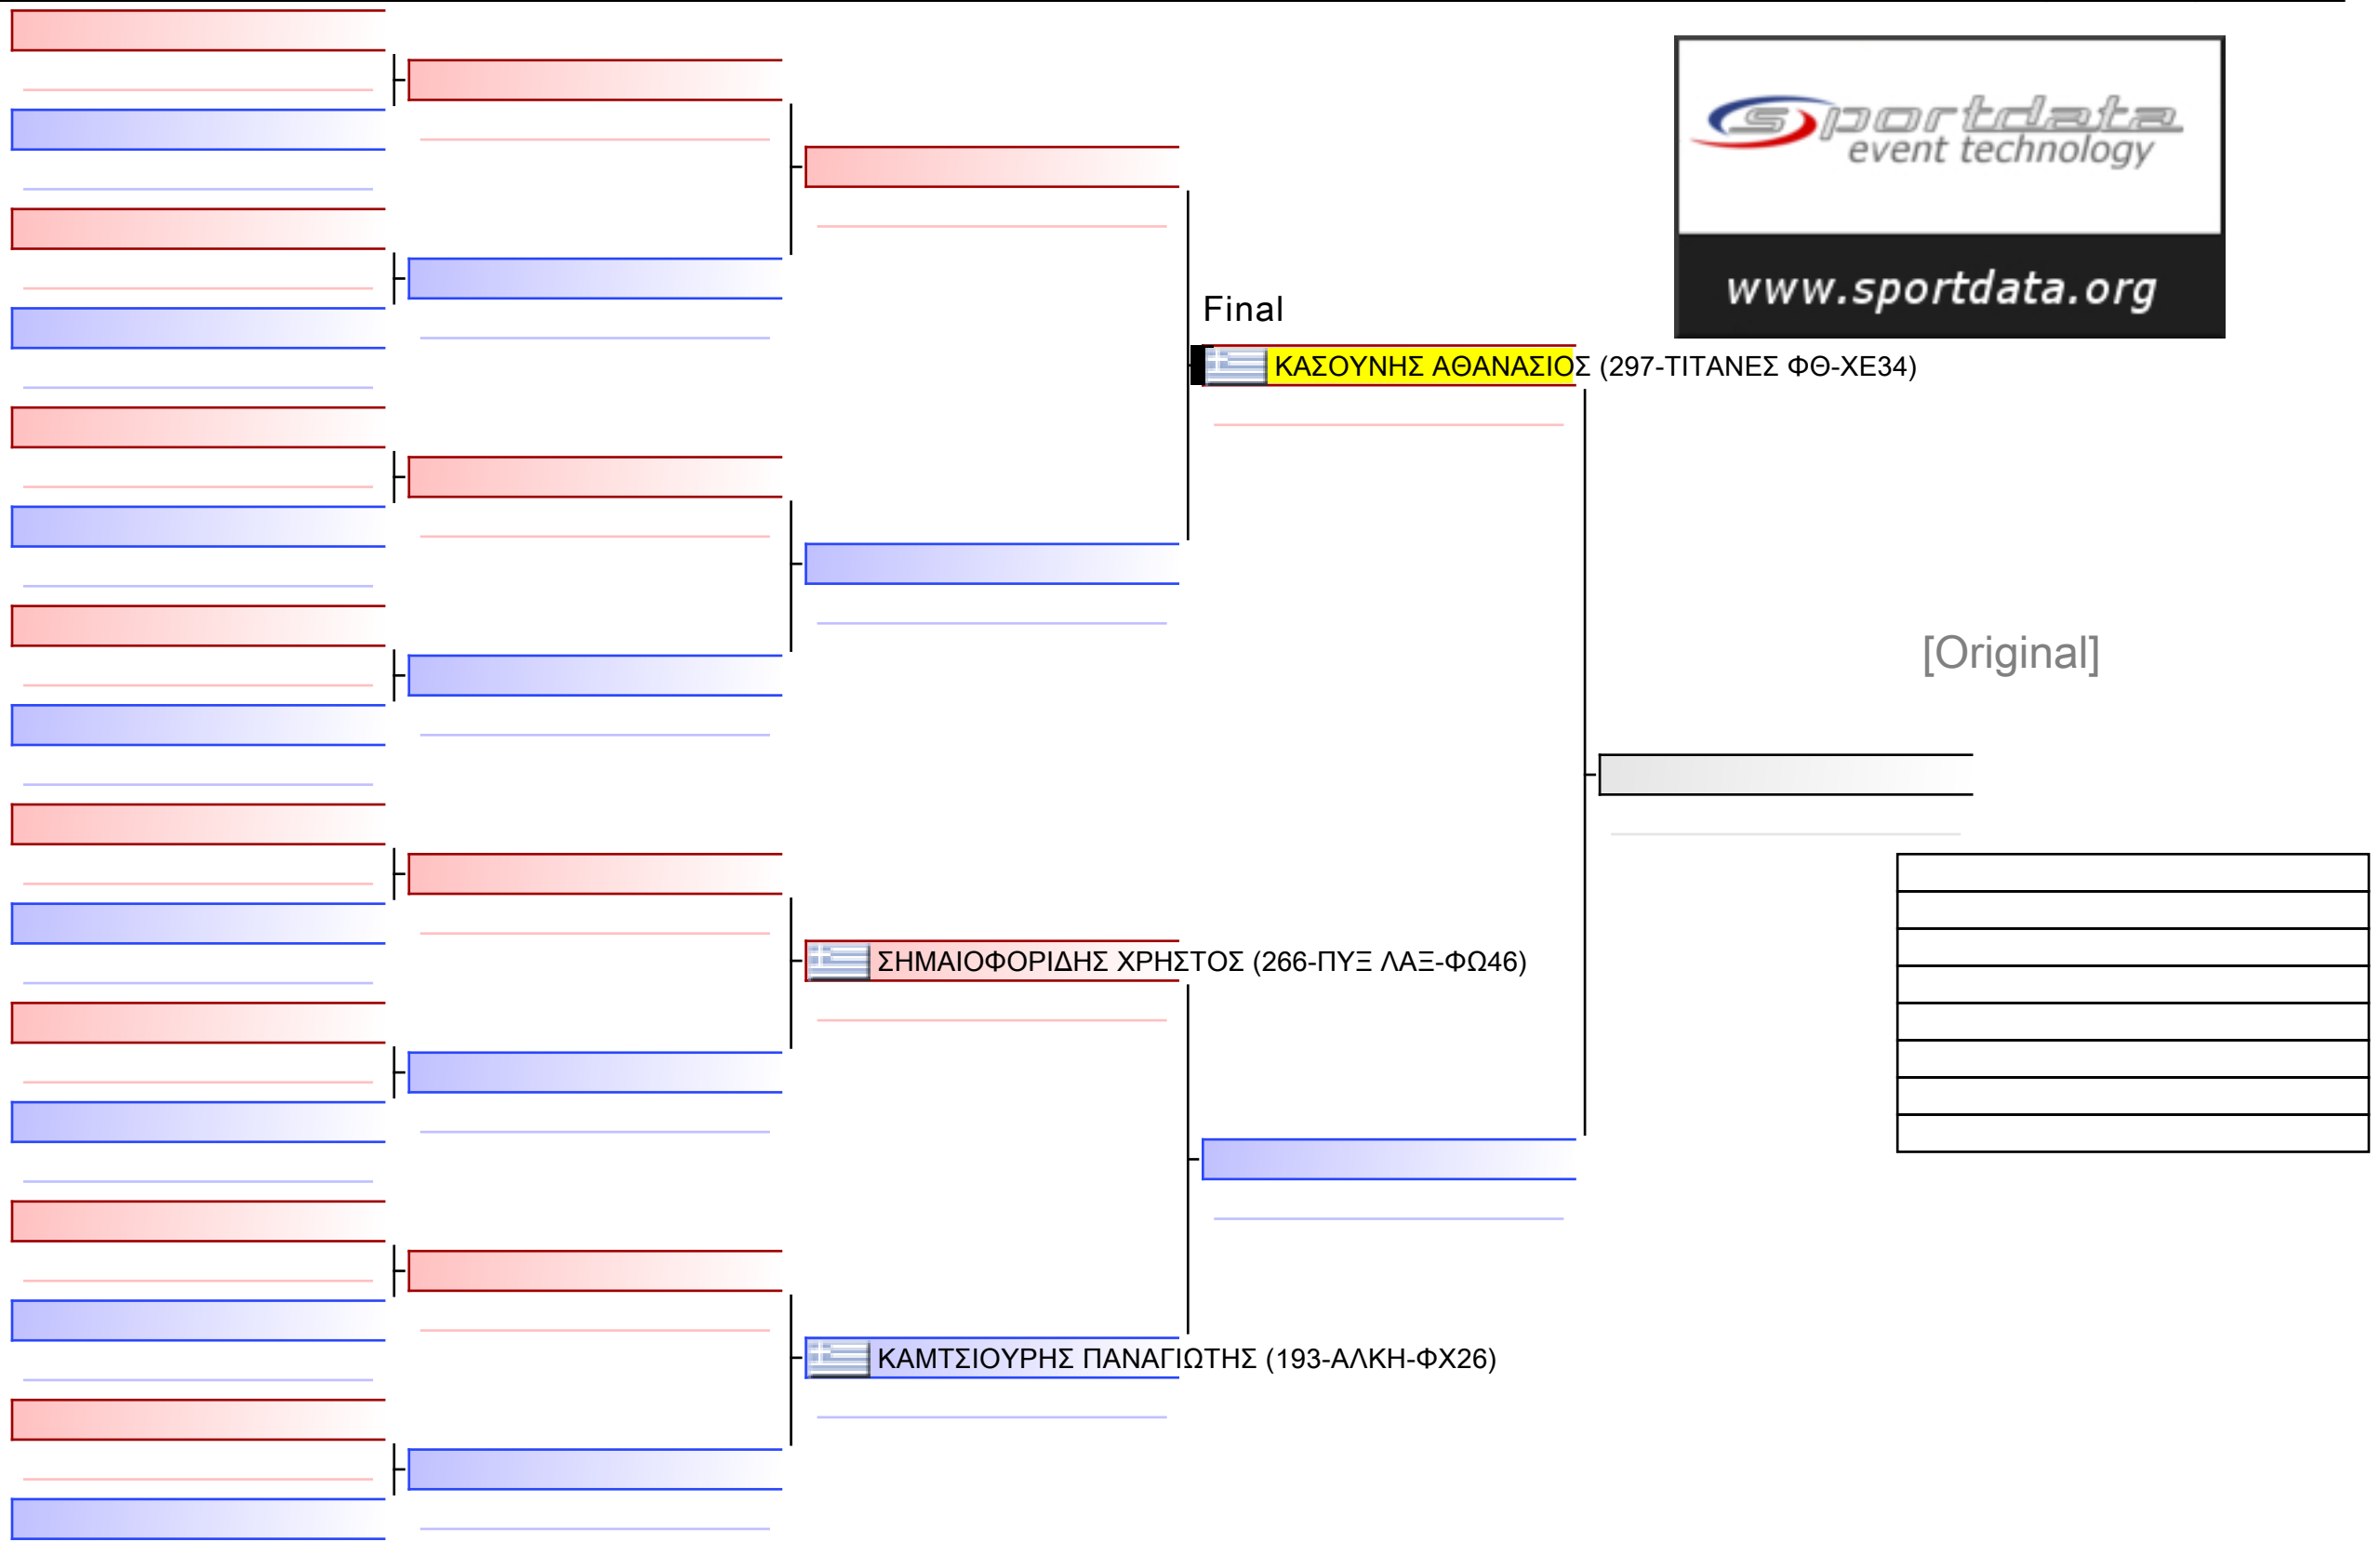 sportdata
event technology
www.sportdata.org
Final
ΚΑΣΟΥΝΗΣ ΑΘΑΝΑΣΙΟΣ (297-ΤΙΤΑΝΕΣ ΦΘ-ΧΕ34)
[Original]
ΣΗΜΑΙΟΦΟΡΙΔΗΣ ΧΡΗΣΤΟΣ (266-ΠΥΞ ΛΑΞ-ΦΩ46)
ΚΑΜΤΣΙΟΥΡΗΣ ΠΑΝΑΓΙΩΤΗΣ (193-ΑΛΚΗ-ΦΧ26)